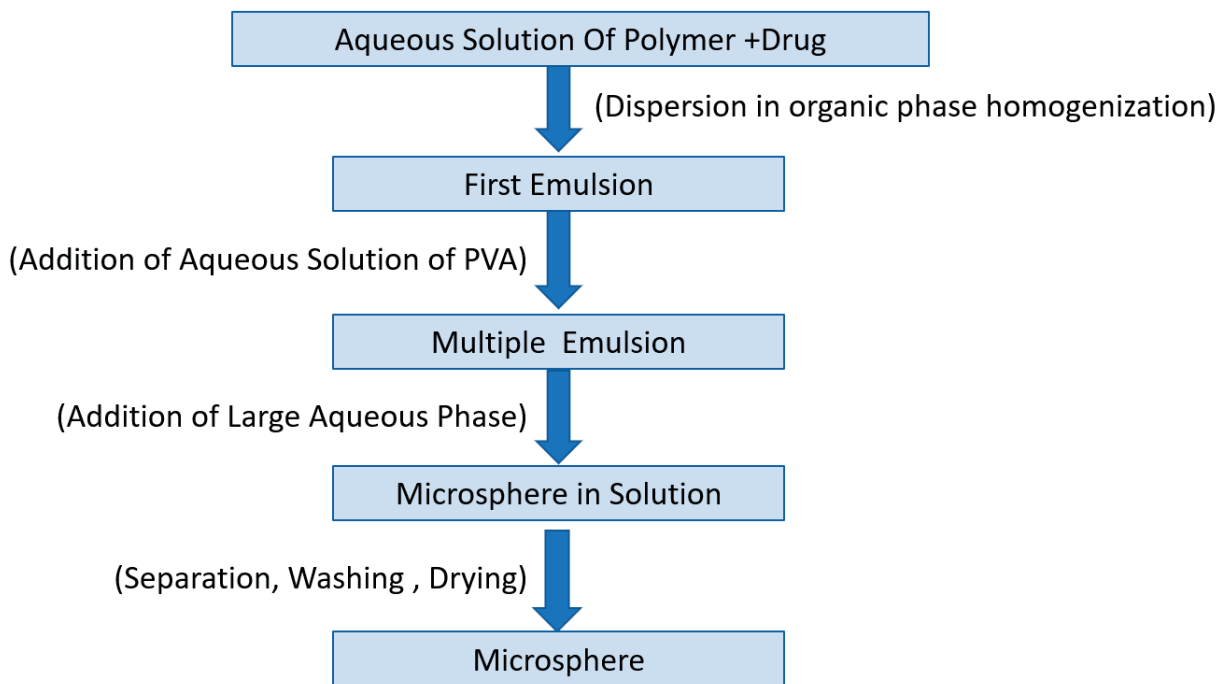 Aqueous Solution Of Polymer +Drug
(Dispersion in organic phase homogenization)
First Emulsion
(Addition of Aqueous Solution of PVA)
Multiple  Emulsion
(Addition of Large Aqueous Phase)
Microsphere in Solution
(Separation, Washing , Drying)
Microsphere